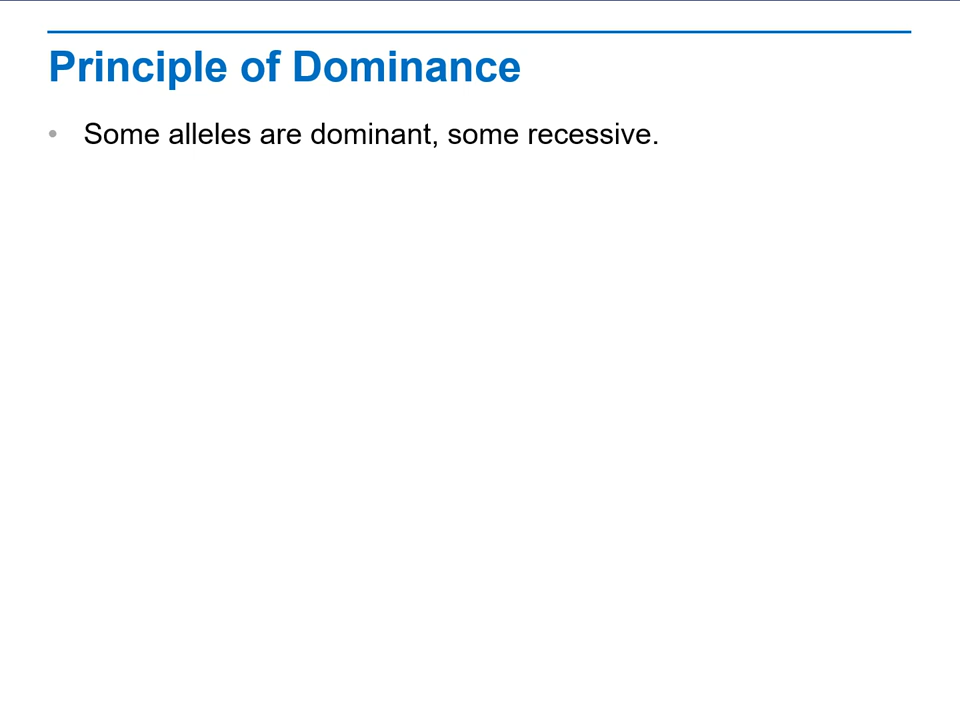 Principle of Dominance
• Some alleles are dominant, some recessive.